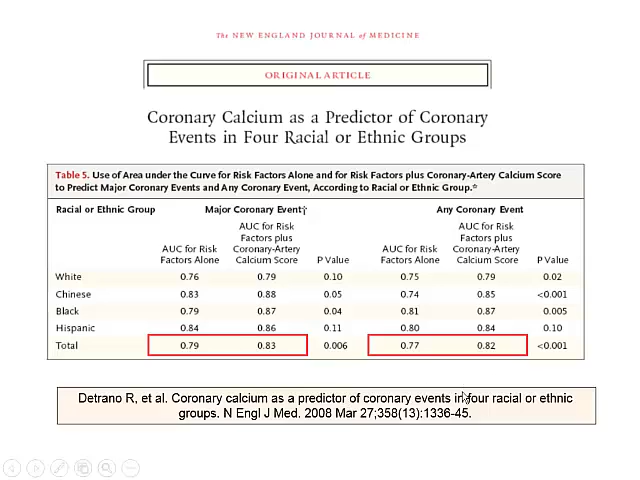 The NEW ENGLAND JOURNAL of MEDICINE
ORIGINAL ARTICLE
Coronary Calcium as a Predictor of Coronary
Events in Four Racial or Ethnic Groups
Table 5. Use of Area under the Curve for Risk Factors Alone and for Risk Factors plus Coronary-Artery Calcium Score
to Predict Major Coronary Events and Any Coronary Event, According to Racial or Ethnic Group.*
Racial or Ethnic Group Major Coronary Event† Any Coronary Event
AUC for Risk Factors Alone AUC for Risk Factors plus Coronary-Artery Calcium Score P Value AUC for Risk Factors Alone AUC for Risk Factors plus Coronary-Artery Calcium Score P Value
White 0.76 0.79 0.10 0.75 0.79 0.02
Chinese 0.83 0.88 0.05 0.74 0.85 <0.001
Black 0.79 0.87 0.04 0.81 0.87 0.005
Hispanic 0.84 0.86 0.11 0.80 0.84 0.10
Total 0.79 0.83 0.006 0.77 0.82 <0.001
Detrano R, et al. Coronary calcium as a predictor of coronary events in four racial or ethnic
groups. N Engl J Med. 2008 Mar 27;358(13):1336-45.